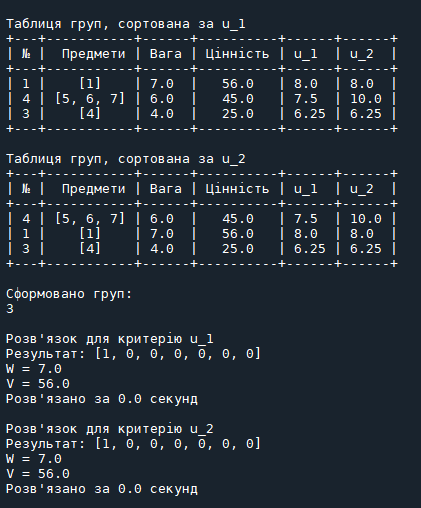 Таблиця груп, сортована за u_1
+---+-----------+------+----------+------+------+
| № |  Предмети | Вага | Цінність | u_1  | u_2  |
+---+-----------+------+----------+------+------+
| 1 |    [1]    | 7.0  |   56.0   | 8.0  | 8.0  |
| 4 | [5, 6, 7] | 6.0  |   45.0   | 7.5  | 10.0 |
| 3 |    [4]    | 4.0  |   25.0   | 6.25 | 6.25 |
+---+-----------+------+----------+------+------+
Таблиця груп, сортована за u_2
+---+-----------+------+----------+------+------+
| № |  Предмети | Вага | Цінність | u_1  | u_2  |
+---+-----------+------+----------+------+------+
| 4 | [5, 6, 7] | 6.0  |   45.0   | 7.5  | 10.0 |
| 1 |    [1]    | 7.0  |   56.0   | 8.0  | 8.0  |
| 3 |    [4]    | 4.0  |   25.0   | 6.25 | 6.25 |
+---+-----------+------+----------+------+------+
Сформовано груп:
3
Розв'язок для критерію u_1
Результат: [1, 0, 0, 0, 0, 0, 0]
W = 7.0
V = 56.0
Розв'язано за 0.0 секунд
Розв'язок для критерію u_2
Результат: [1, 0, 0, 0, 0, 0, 0]
W = 7.0
V = 56.0
Розв'язано за 0.0 секунд